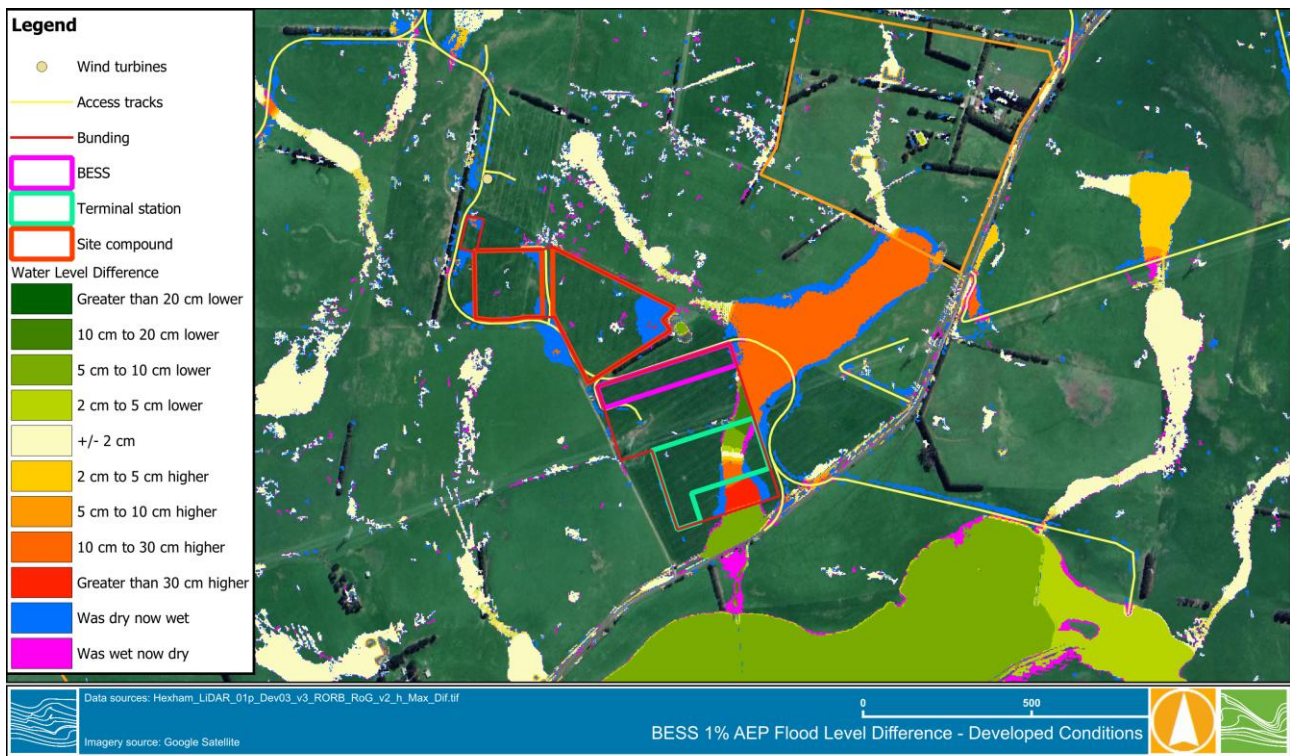 Legend
Wind turbines
Access tracks
Bunding
BESS
Terminal station
Site compound
Water Level Difference
Greater than 20 cm lower
10 cm to 20 cm lower
5 cm to 10 cm lower
2 cm to 5 cm lower
+/- 2 cm
2 cm to 5 cm higher
5 cm to 10 cm higher
10 cm to 30 cm higher
Greater than 30 cm higher
Was dry now wet
Was wet now dry
Data sources: Hexham_LiDAR_01p_Dev03_v3_RORB_RoG_v2_h_Max_Dif.tif
Imagery source: Google Satellite
0 500
BESS 1% AEP Flood Level Difference - Developed Conditions